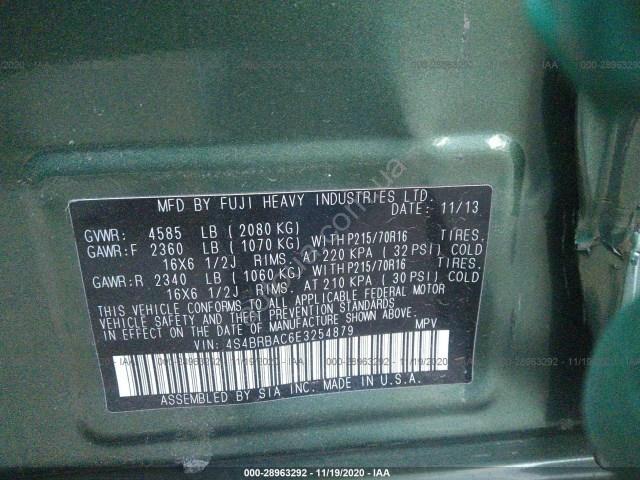 MFD BY FUJI HEAVY INDUSTRIES LTD.
DATE: 11/13
GVWR: 4585 LB ( 2080 KG)
GAWR:F 2360 LB ( 1070 KG) WITH P215/70R16 TIRES.
16X6 1/2J RIMS. AT 220 KPA ( 32 PSI) COLD
GAWR:R 2340 LB ( 1060 KG) WITH P215/70R16 TIRES.
16X6 1/2J RIMS. AT 210 KPA ( 30 PSI) COLD
THIS VEHICLE CONFORMS TO ALL APPLICABLE FEDERAL MOTOR
VEHICLE SAFETY AND THEFT PREVENTION STANDARDS
IN EFFECT ON THE DATE OF MANUFACTURE SHOWN ABOVE.
VIN: 4S4BRBAC6E3254879 MPV
ASSEMBLED BY SIA INC. MADE IN U.S.A.
000-28963292 - 11/19/2020 - IAA